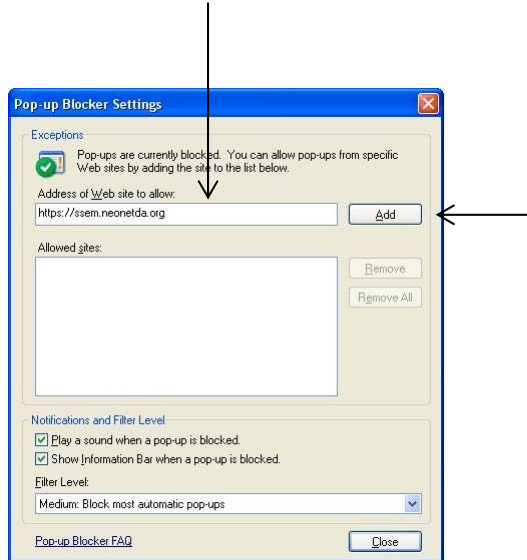 Pop-up Blocker Settings
Exceptions
Pop-ups are currently blocked. You can allow pop-ups from specific
Web sites by adding the site to the list below.
Address of Web site to allow:
https://ssem.neonetda.org
Add
Allowed sites:
Remove
Remove All
Notifications and Filter Level
Play a sound when a pop-up is blocked.
Show Information Bar when a pop-up is blocked.
Filter Level:
Medium: Block most automatic pop-ups
Pop-up Blocker FAQ
Close